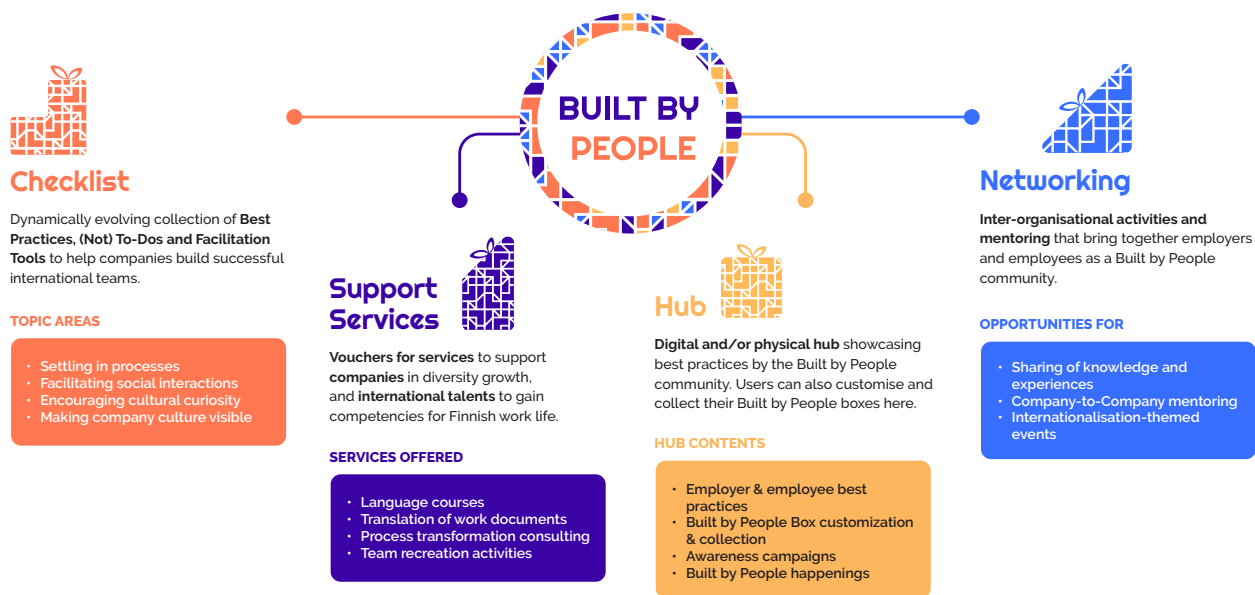 BUILT BY
PEOPLE
Checklist
Dynamically evolving collection of Best
Practices, (Not) To-Dos and Facilitation
Tools to help companies build successful
international teams.
TOPIC AREAS
• Settling in processes
• Facilitating social interactions
• Encouraging cultural curiosity
• Making company culture visible
Support
Services
Vouchers for services to support
companies in diversity growth,
and international talents to gain
competencies for Finnish work life.
SERVICES OFFERED
• Language courses
• Translation of work documents
• Process transformation consulting
• Team recreation activities
Hub
Digital and/or physical hub showcasing
best practices by the Built by People
community. Users can also customise and
collect their Built by People boxes here.
HUB CONTENTS
• Employer & employee best
practices
• Built by People Box customization
& collection
• Awareness campaigns
• Built by People happenings
Networking
Inter-organisational activities and
mentoring that bring together employers
and employees as a Built by People
community.
OPPORTUNITIES FOR
• Sharing of knowledge and
experiences
• Company-to-Company mentoring
• Internationalisation-themed
events